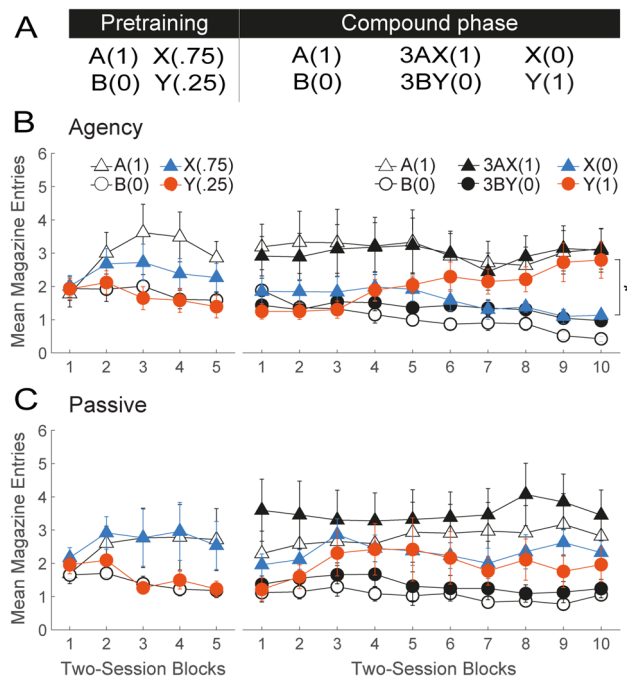 A
Pretraining Compound phase
A(1) X(.75) A(1) 3AX(1) X(0)
B(0) Y(.25) B(0) 3BY(0) Y(1)
B Agency
6
5
4
3
2
1
0
Mean Magazine Entries
A(1) X(.75) A(1) 3AX(1) X(0)
B(0) Y(.25) B(0) 3BY(0) Y(1)
*
1 2 3 4 5 1 2 3 4 5 6 7 8 9 10
C Passive
6
5
4
3
2
1
0
Mean Magazine Entries
1 2 3 4 5 1 2 3 4 5 6 7 8 9 10
Two-Session Blocks Two-Session Blocks